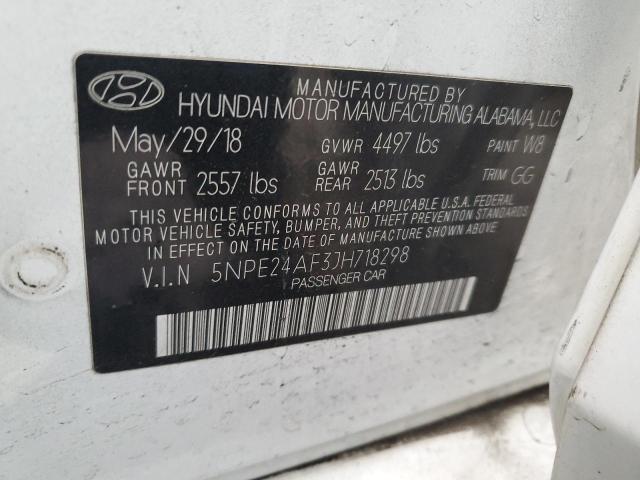 MANUFACTURED BY
HYUNDAI MOTOR MANUFACTURING ALABAMA, LLC
May/29/18 GVWR 4497 lbs PAINT W8
GAWR FRONT 2557 lbs GAWR REAR 2513 lbs TRIM GG
THIS VEHICLE CONFORMS TO ALL APPLICABLE U.S.A. FEDERAL
MOTOR VEHICLE SAFETY, BUMPER, AND THEFT PREVENTION STANDARDS
IN EFFECT ON THE DATE OF MANUFACTURE SHOWN ABOVE.
V.I.N 5NPE24AF3JH718298
PASSENGER CAR